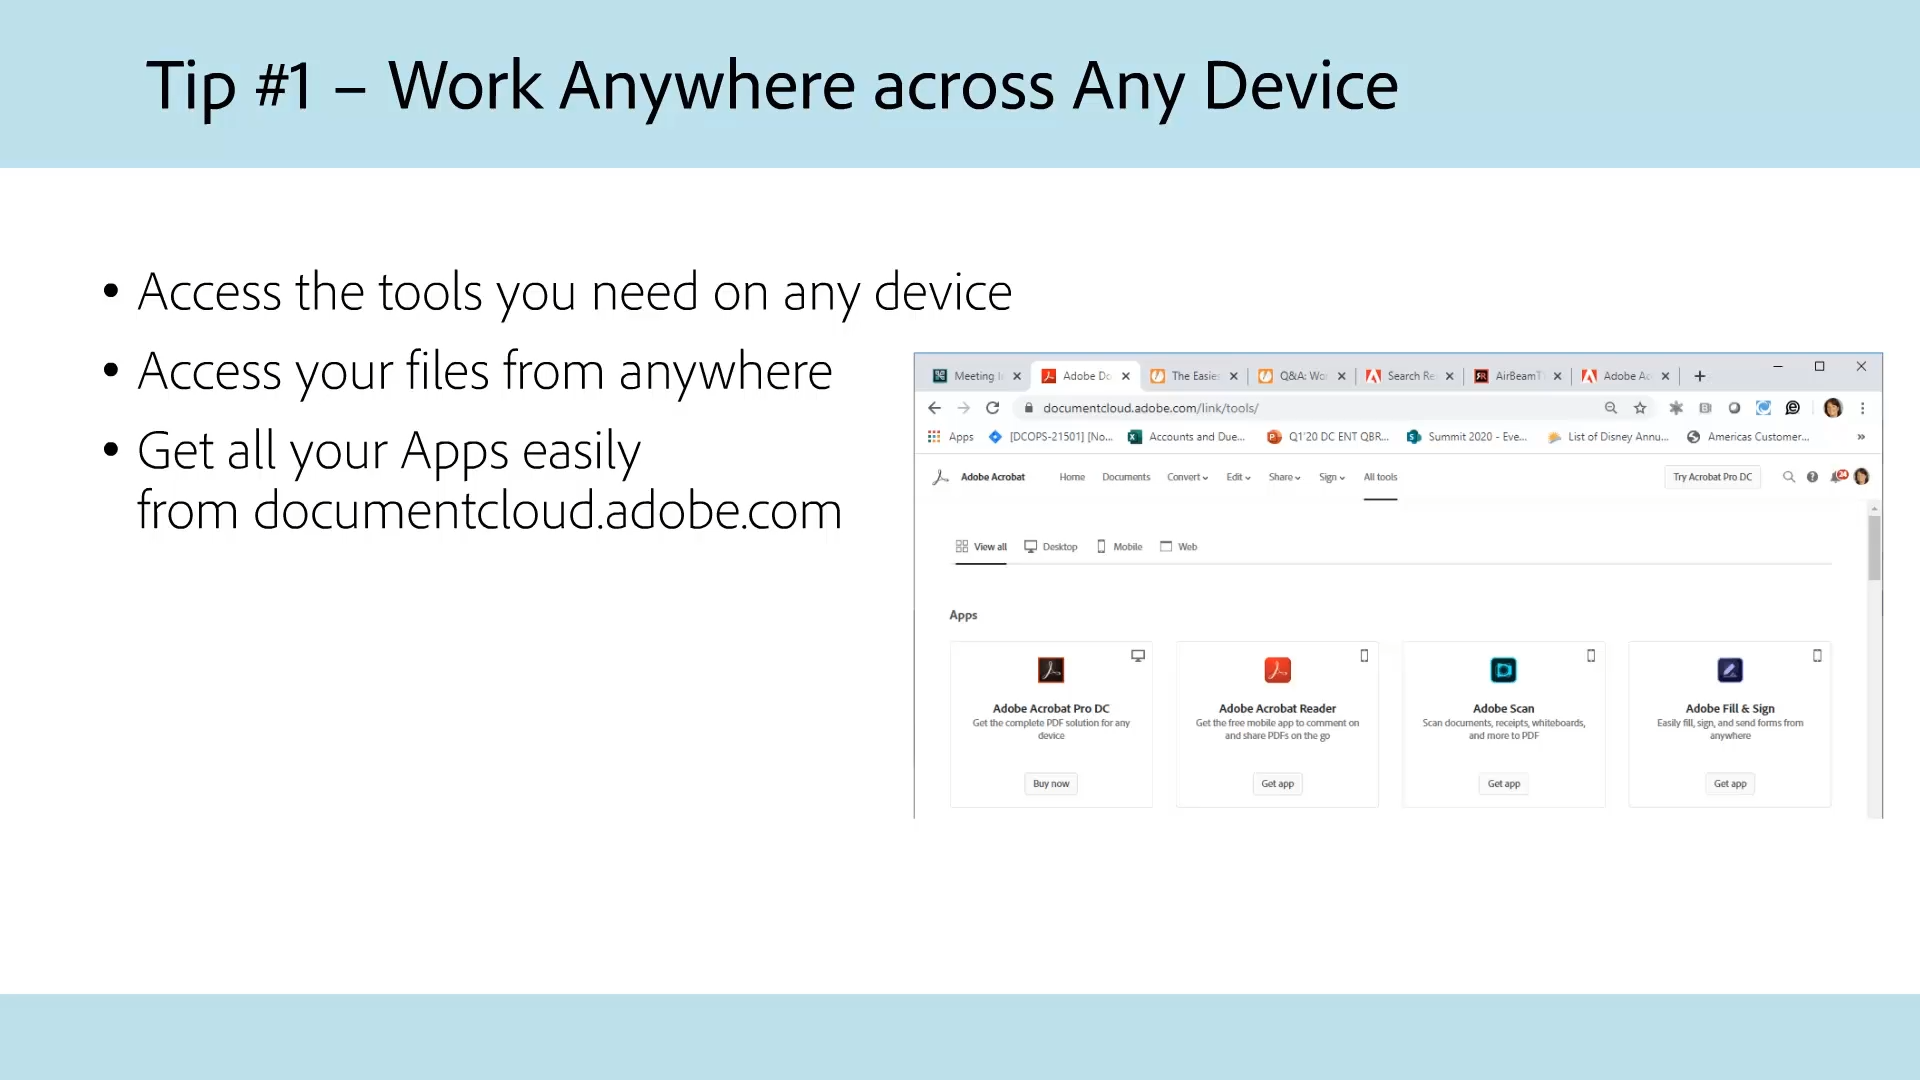 Tip #1 – Work Anywhere across Any Device
• Access the tools you need on any device
• Access your files from anywhere
• Get all your Apps easily
from documentcloud.adobe.com
Meeting Adobe Do The Easies Q&A: Wo Search Re AirBeamT Adobe Ac
documentcloud.adobe.com/link/tools/
Apps [DCOPS-21501] [No... Accounts and Due... Q1'20 DC ENT QBR... Summit 2020 - Eve... List of Disney Annu... Americas Customer... »
Adobe Acrobat Home Documents Convert Edit Share Sign All tools Try Acrobat Pro DC
View all Desktop Mobile Web
Apps
Adobe Acrobat Pro DC
Get the complete PDF solution for any
device
Buy now
Adobe Acrobat Reader
Get the free mobile app to comment on
and share PDFs on the go
Get app
Adobe Scan
Scan documents, receipts, whiteboards,
and more to PDF
Get app
Adobe Fill & Sign
Easily fill, sign, and send forms from
anywhere
Get app